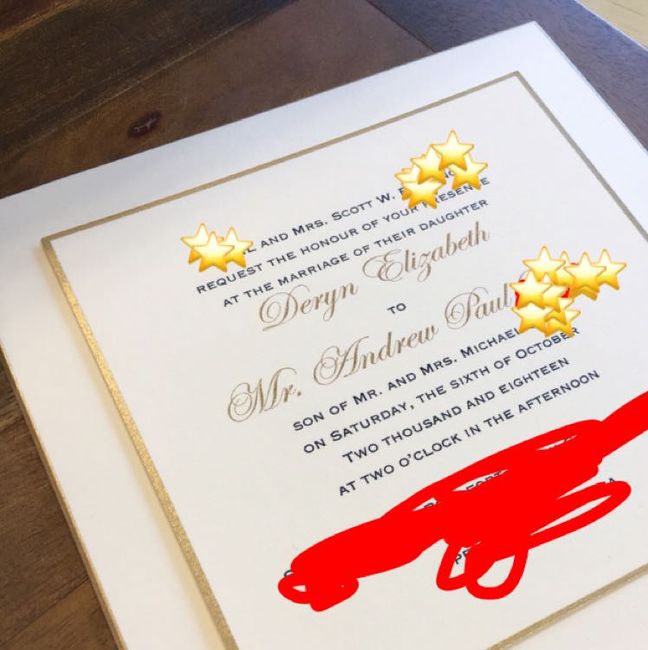 AND MRS. SCOTT W.
REQUEST THE HONOUR OF YOUR PRESENCE
AT THE MARRIAGE OF THEIR DAUGHTER
Deryn Elizabeth
TO
Mr. Andrew Paul
SON OF MR. AND MRS. MICHAEL
ON SATURDAY, THE SIXTH OF OCTOBER
TWO THOUSAND AND EIGHTEEN
AT TWO O'CLOCK IN THE AFTERNOON